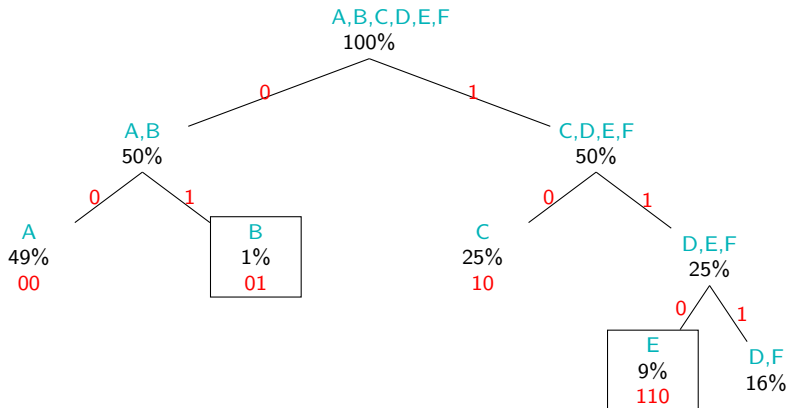 A,B,C,D,E,F
100%
0
1
A,B
50%
C,D,E,F
50%
0
1
0
1
A
49%
00
B
1%
01
C
25%
10
D,E,F
25%
0
1
E
9%
110
D,F
16%